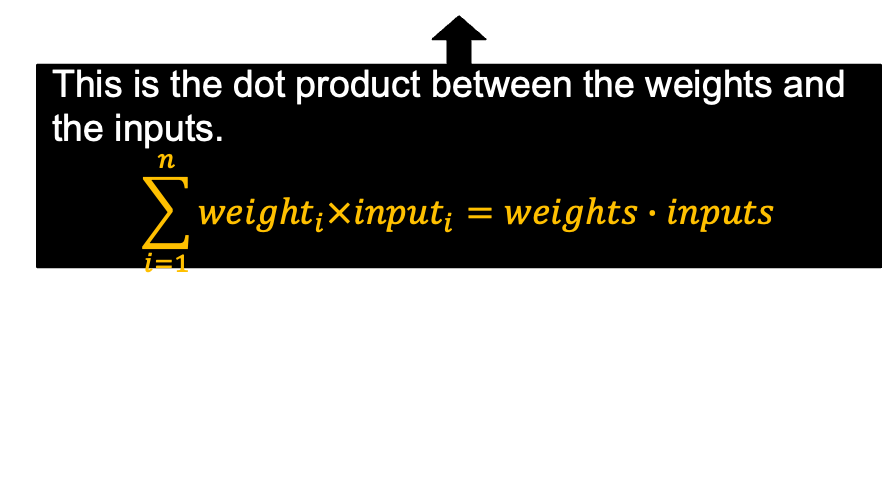 This is the dot product between the weights and
the inputs.
n
∑ weightᵢ×inputᵢ = weights · inputs
i=1